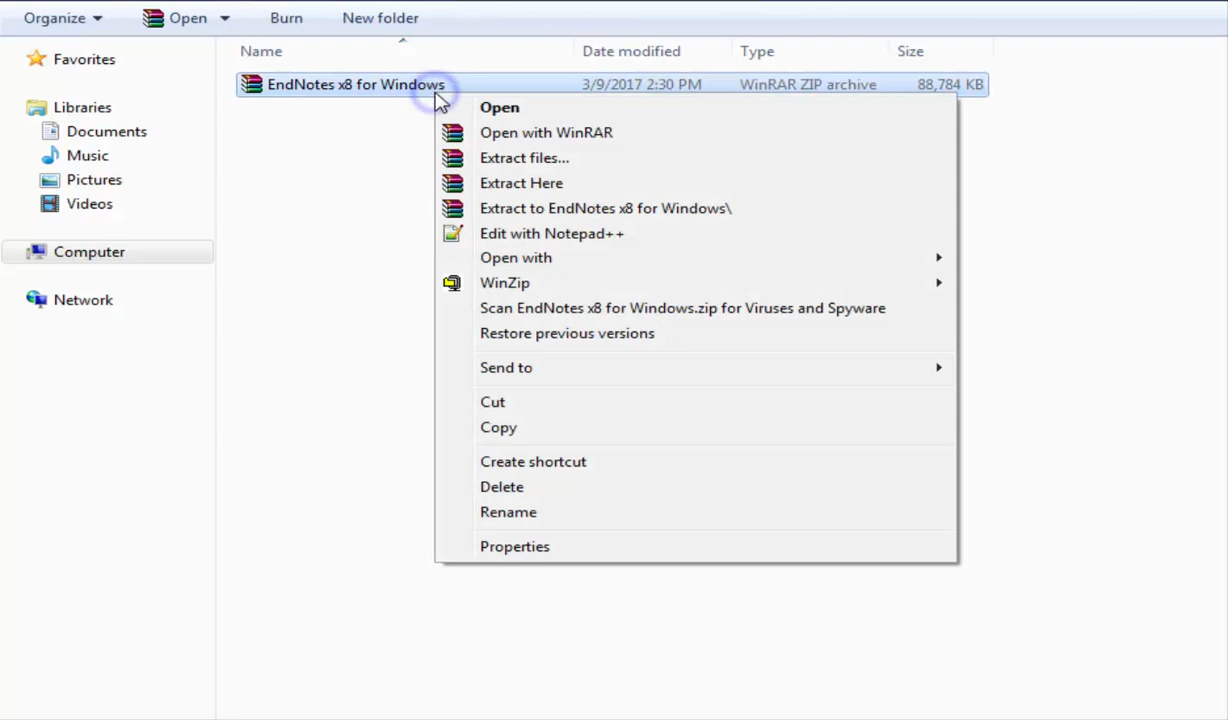 Organize Open Burn New folder
Name Date modified Type Size
Favorites
EndNotes x8 for Windows 3/9/2017 2:30 PM WinRAR ZIP archive 88,784 KB
Libraries
Documents
Music
Pictures
Videos
Computer
Network
Open
Open with WinRAR
Extract files...
Extract Here
Extract to EndNotes x8 for Windows\
Edit with Notepad++
Open with
WinZip
Scan EndNotes x8 for Windows.zip for Viruses and Spyware
Restore previous versions
Send to
Cut
Copy
Create shortcut
Delete
Rename
Properties